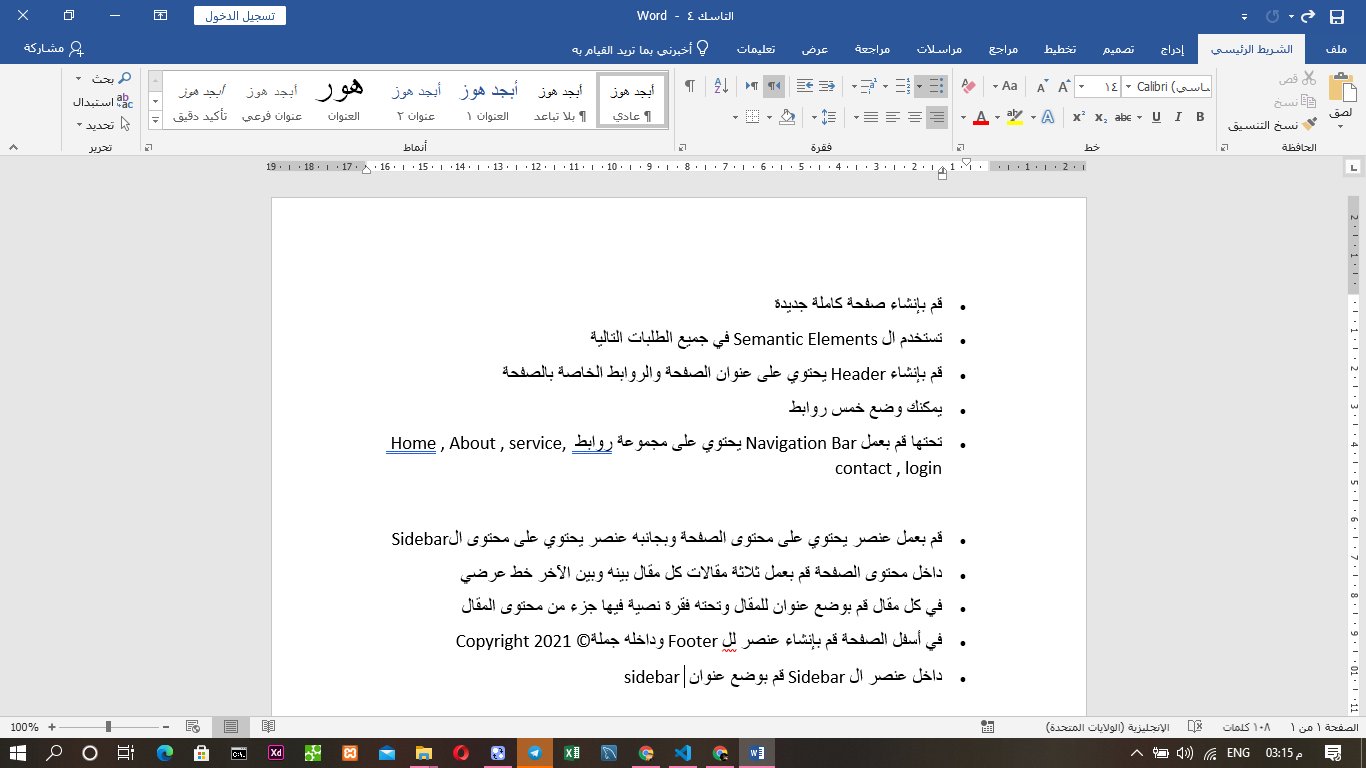 التاسك ٤ - Word
تسجيل الدخول
ملف
الشريط الرئيسي
إدراج
تصميم
تخطيط
مراجع
مراسلات
مراجعة
عرض
تعليمات
أخبرني بما تريد القيام به
مشاركة
لصق
قص
نسخ
نسخ التنسيق
الحافظة
Calibri (ساسي
١٤
Aa
خط
فقرة
أبجد هوز
¶ عادي
أبجد هوز
¶ بلا تباعد
أبجد هوز
العنوان ١
أبجد هوز
عنوان ٢
هور
العنوان
أبجد هوز
عنوان فرعي
أبجد هوز
تأكيد دقيق
أنماط
بحث
استبدال
تحديد
تحرير
19 18 17 16 15 14 13 12 11 10 9 8 7 6 5 4 3 2 1 1 2
• قم بإنشاء صفحة كاملة جديدة
• تستخدم ال Semantic Elements في جميع الطلبات التالية
• قم بإنشاء Header يحتوي على عنوان الصفحة والروابط الخاصة بالصفحة
• يمكنك وضع خمس روابط
• تحتها قم بعمل Navigation Bar يحتوي على مجموعة روابط Home , About , service,
contact , login
• قم بعمل عنصر يحتوي على محتوى الصفحة وبجانبه عنصر يحتوي على محتوى الSidebar
• داخل محتوى الصفحة قم بعمل ثلاثة مقالات كل مقال بينه وبين الآخر خط عرضي
• في كل مقال قم بوضع عنوان للمقال وتحته فقرة نصية فيها جزء من محتوى المقال
• في أسفل الصفحة قم بإنشاء عنصر لل Footer وداخله جملة© Copyright 2021
• داخل عنصر ال Sidebar قم بوضع عنوان sidebar
الصفحة ١ من ١
١٠٨ كلمات
الإنجليزية (الولايات المتحدة)
100%
ENG
03:15 م